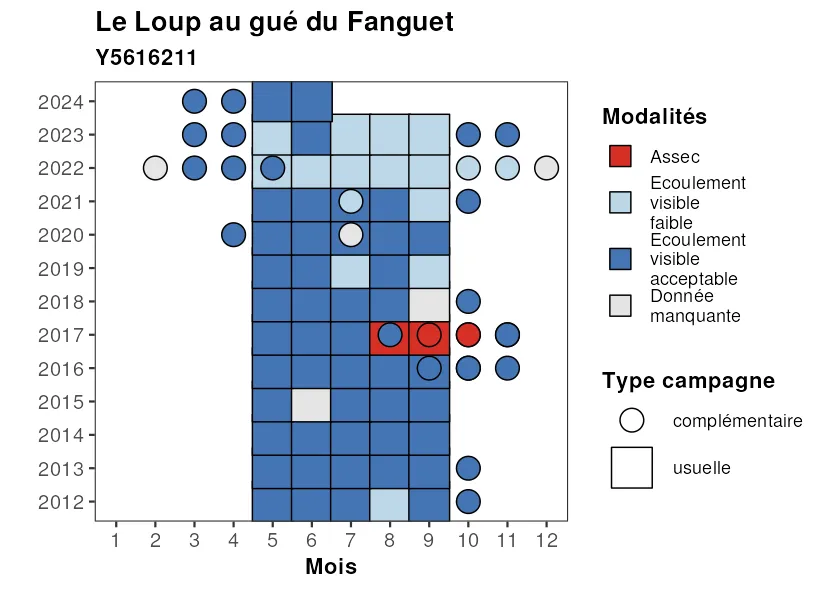 Le Loup au gué du Fanguet
Y5616211
2024
2023
2022
2021
2020
2019
2018
2017
2016
2015
2014
2013
2012
1 2 3 4 5 6 7 8 9 10 11 12
Mois
Modalités
Assec
Ecoulement
visible
faible
Ecoulement
visible
acceptable
Donnée
manquante
Type campagne
complémentaire
usuelle